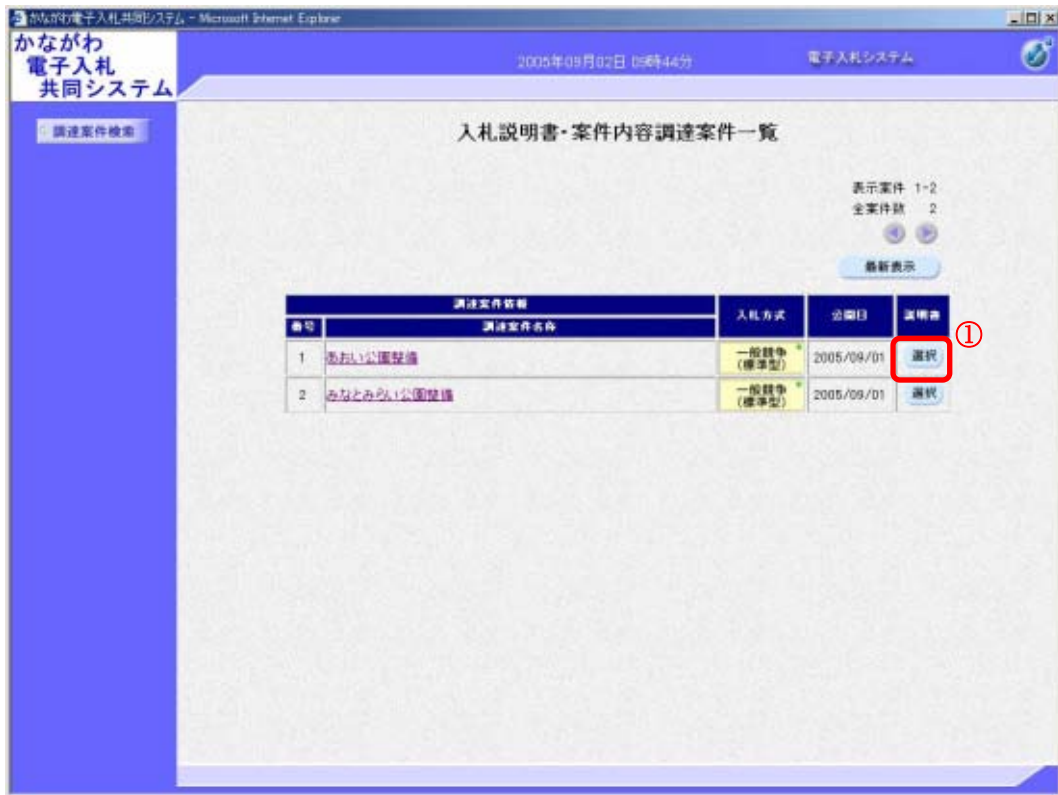 かながわ電子入札共同システム - Microsoft Internet Explorer
かながわ
電子入札
共同システム
2005年09月02日 09時44分
電子入札システム
調達案件検索
入札説明書・案件内容調達案件一覧
表示案件 1-2
全案件数 2
最新表示
調達案件情報
入札方式
公開日
説明書
番号
調達案件名称
①
1
あおい公園整備
一般競争
(標準型)
2005/09/01
選択
2
みなとみらい公園整備
一般競争
(標準型)
2005/09/01
選択